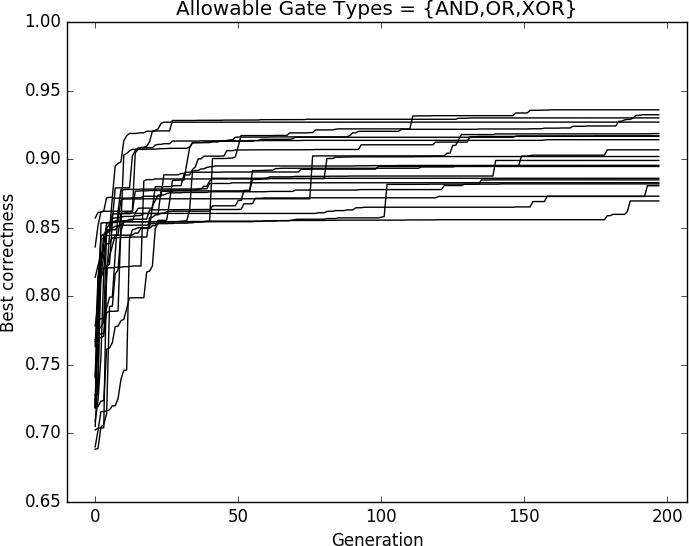 Allowable Gate Types = {AND,OR,XOR}
1.00
0.95
0.90
0.85
0.80
0.75
0.70
0.65
Best correctness
0 50 100 150 200
Generation